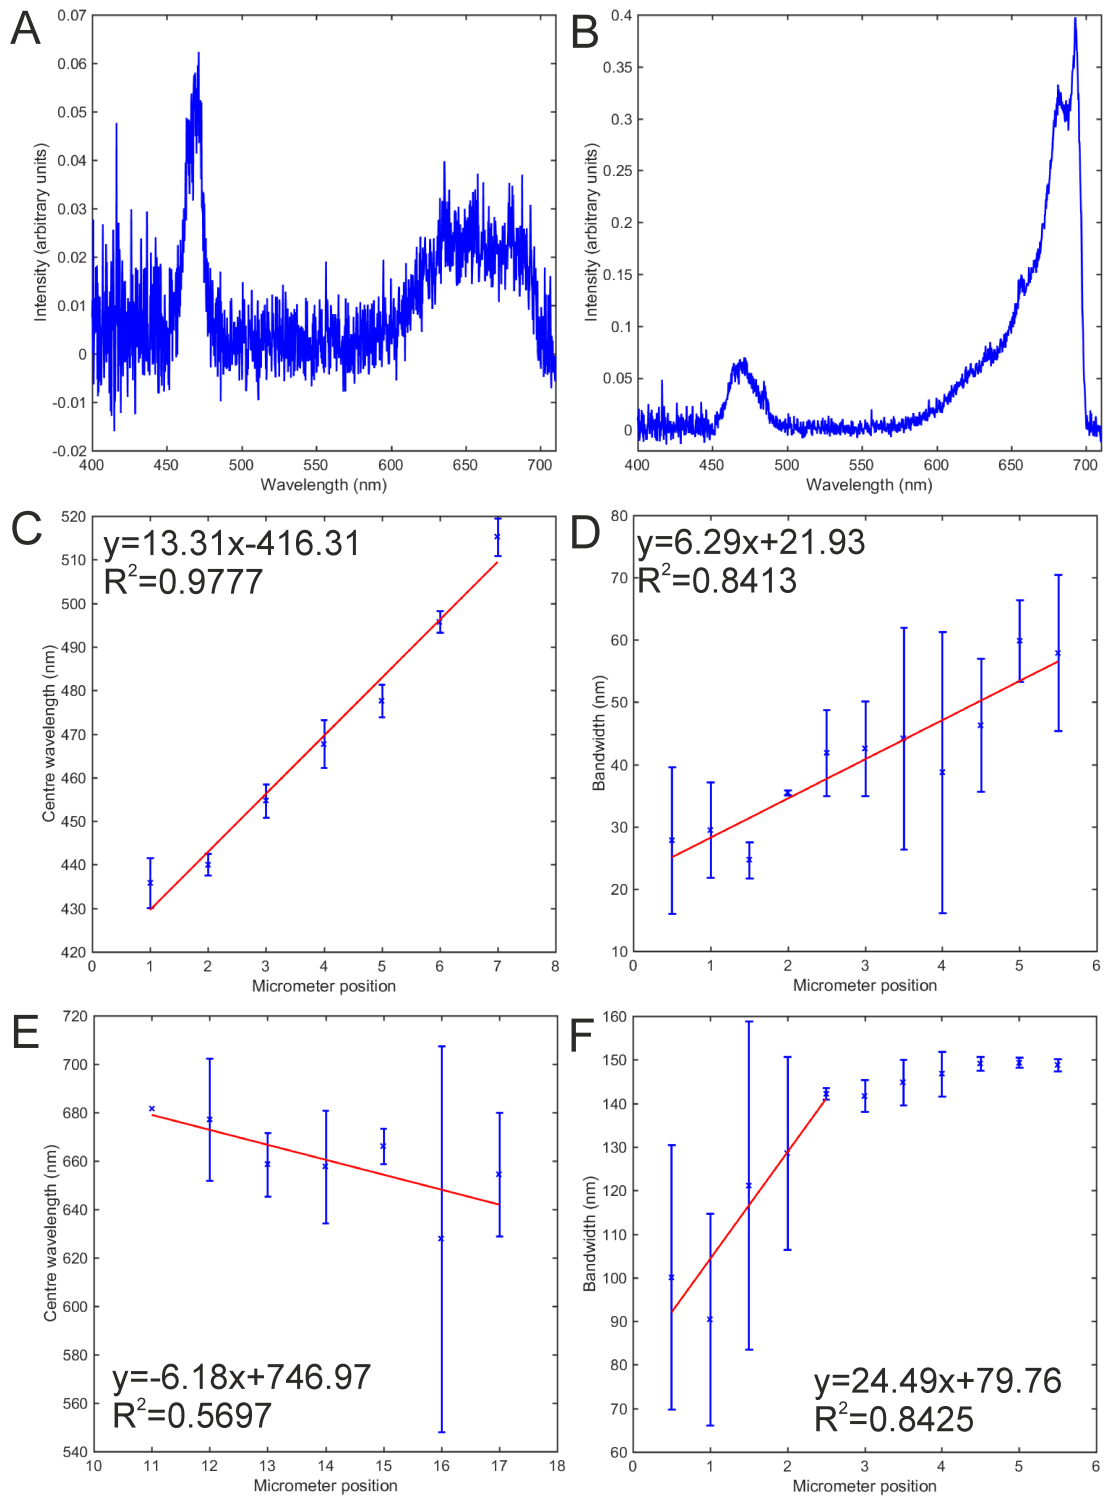 A
0.07
0.06
0.05
0.04
0.03
0.02
0.01
0
-0.01
-0.02
400 450 500 550 600 650 700
Wavelength (nm)
Intensity (arbitrary units)
B
0.4
0.35
0.3
0.25
0.2
0.15
0.1
0.05
0
400 450 500 550 600 650 700
Wavelength (nm)
Intensity (arbitrary units)
C
y=13.31x-416.31
R²=0.9777
520
510
500
490
480
470
460
450
440
430
420
0 1 2 3 4 5 6 7 8
Micrometer position
Centre wavelength (nm)
D
y=6.29x+21.93
R²=0.8413
80
70
60
50
40
30
20
10
0 1 2 3 4 5 6
Micrometer position
Bandwidth (nm)
E
720
700
680
660
640
620
600
580
560
540
y=-6.18x+746.97
R²=0.5697
10 11 12 13 14 15 16 17 18
Micrometer position
Centre wavelength (nm)
F
160
150
140
130
120
110
100
90
80
70
60
y=24.49x+79.76
R²=0.8425
0 1 2 3 4 5 6
Micrometer position
Bandwidth (nm)